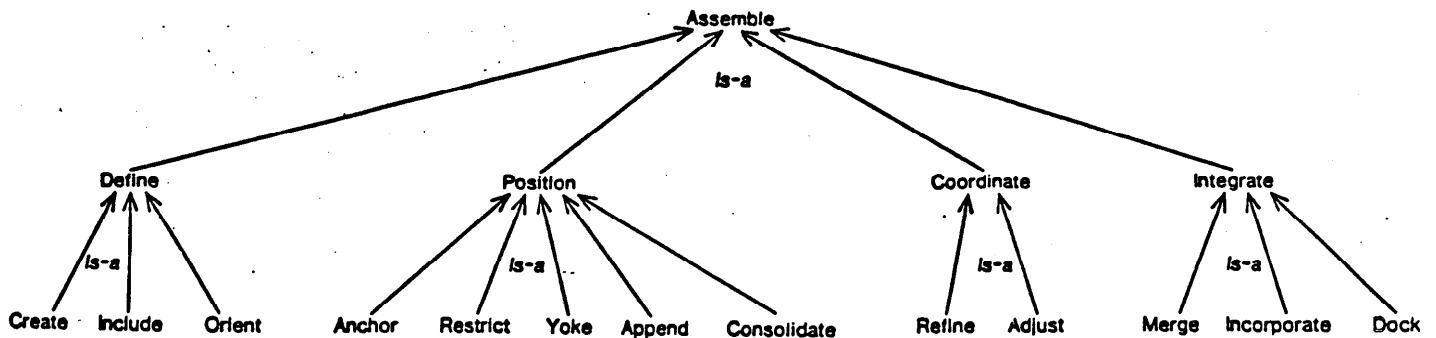 Assemble
Is-a
Define Position Coordinate Integrate
Is-a Is-a Is-a Is-a
Create Include Orient Anchor Restrict Yoke Append Consolidate Refine Adjust Merge Incorporate Dock